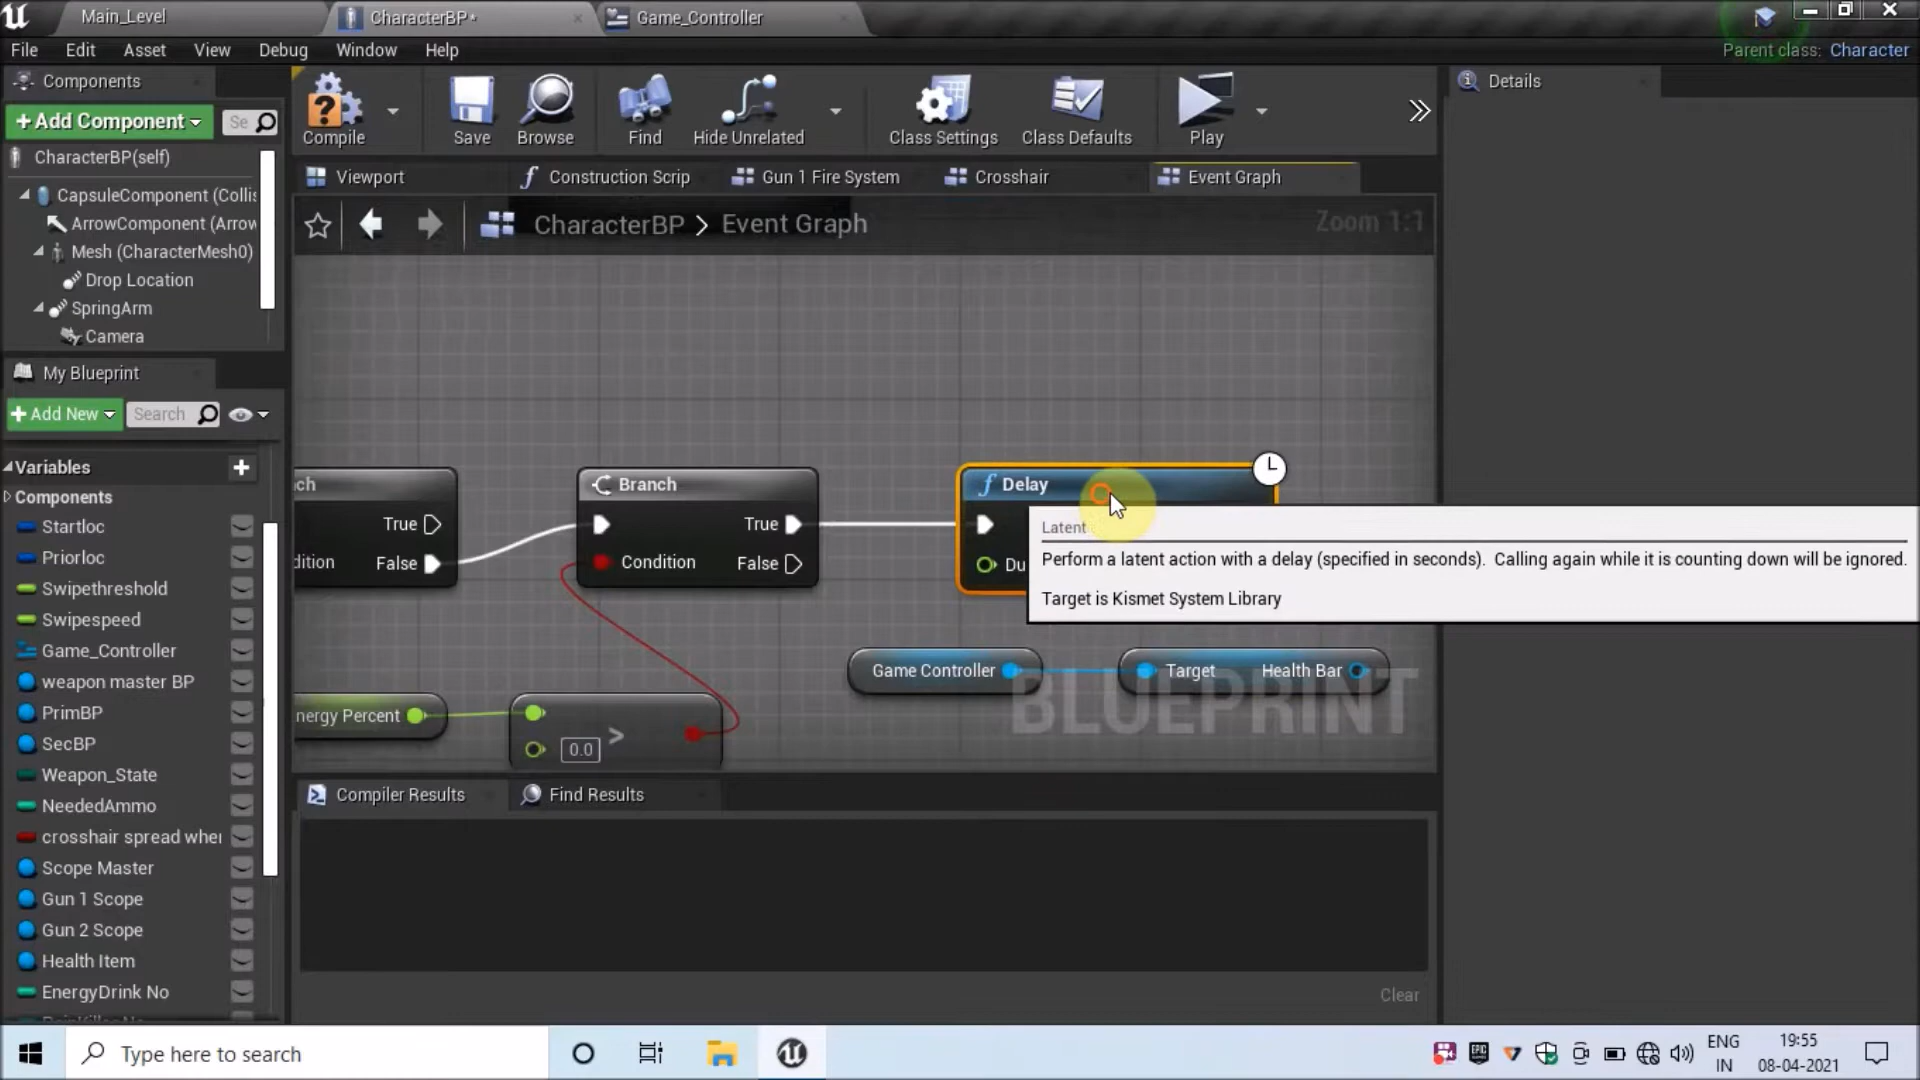 Main_Level
CharacterBP*
Game_Controller
File Edit Asset View Debug Window Help
Parent class: Character
Components
Details
+Add Component
Se
Compile
Save
Browse
Find
Hide Unrelated
Class Settings
Class Defaults
Play
CharacterBP(self)
CapsuleComponent (Collis
ArrowComponent (Arrow
Mesh (CharacterMesh0)
Drop Location
SpringArm
Camera
Viewport
Construction Scrip
Gun 1 Fire System
Crosshair
Event Graph
CharacterBP > Event Graph
Zoom 1:1
My Blueprint
+Add New
Search
Variables
Components
Startloc
Priorloc
Swipethreshold
Swipespeed
Game_Controller
weapon master BP
PrimBP
SecBP
Weapon_State
NeededAmmo
crosshair spread whe
Scope Master
Gun 1 Scope
Gun 2 Scope
Health Item
EnergyDrink No
ch
True
dition
False
Branch
True
Condition
False
Delay
Du
Latent
Perform a latent action with a delay (specified in seconds). Calling again while it is counting down will be ignored.
Target is Kismet System Library
Game Controller
Target
Health Bar
nergy Percent
0.0
>
BLUEPRINT
Compiler Results
Find Results
Clear
Type here to search
ENG
IN
19:55
08-04-2021